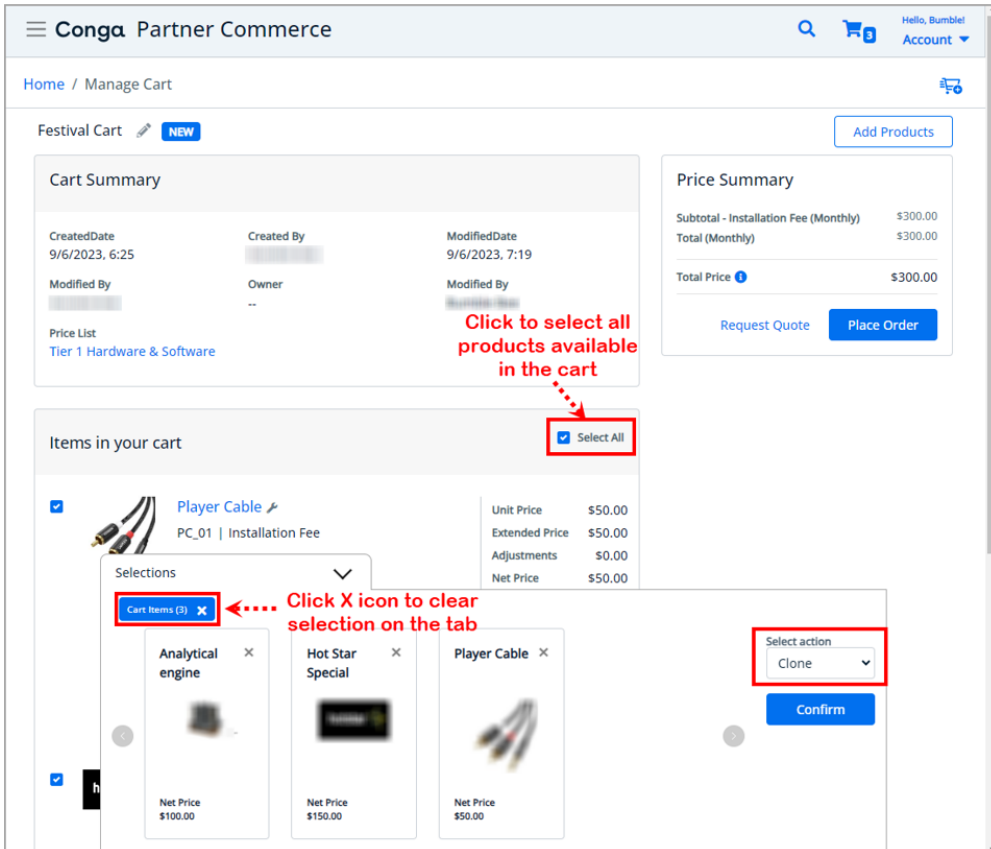 Conga Partner Commerce
3
Hello, Bumble!
Account
Home / Manage Cart
Festival Cart NEW
Add Products
Cart Summary
CreatedDate
9/6/2023, 6:25
Created By
ModifiedDate
9/6/2023, 7:19
Modified By
Owner
--
Modified By
Price List
Tier 1 Hardware & Software
Price Summary
Subtotal - Installation Fee (Monthly) $300.00
Total (Monthly) $300.00
Total Price $300.00
Request Quote
Place Order
Click to select all
products available
in the cart
Items in your cart
Select All
Player Cable
PC_01 | Installation Fee
Unit Price $50.00
Extended Price $50.00
Adjustments $0.00
Net Price $50.00
Selections
Cart Items (3) X
Click X icon to clear
selection on the tab
Analytical
engine
Net Price
$100.00
Hot Star
Special
Net Price
$150.00
Player Cable
Net Price
$50.00
Select action
Clone
Confirm
h